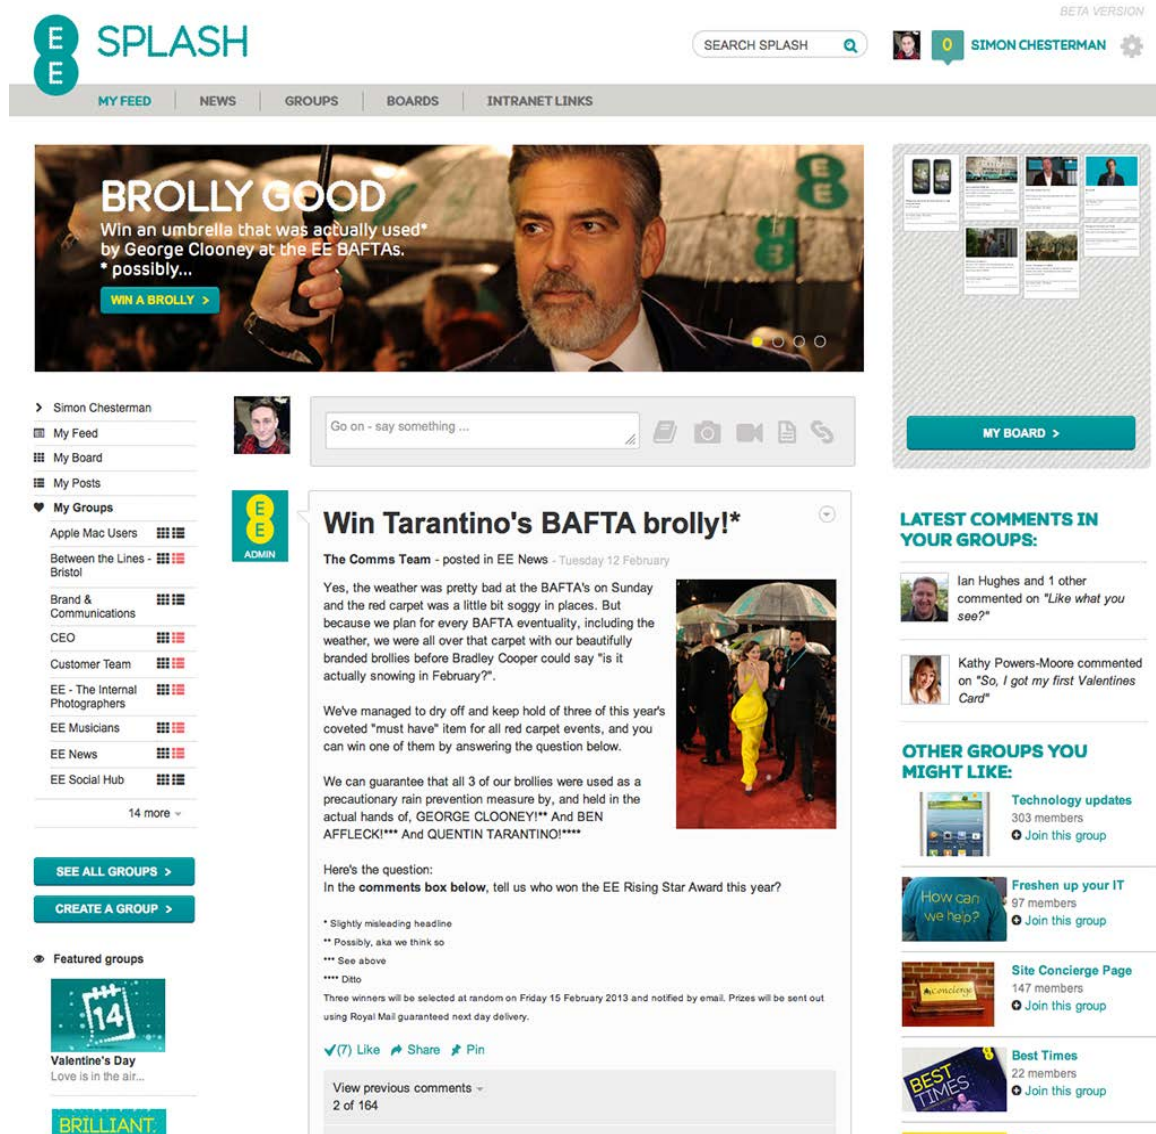 BETA VERSION
E
E
SPLASH
SEARCH SPLASH
0
SIMON CHESTERMAN
MY FEED
NEWS
GROUPS
BOARDS
INTRANET LINKS
BROLLY GOOD
Win an umbrella that was actually used*
by George Clooney at the EE BAFTAs.
* possibly...
WIN A BROLLY >
E
E
MY BOARD >
Simon Chesterman
My Feed
My Board
My Posts
My Groups
Apple Mac Users
Between the Lines -
Bristol
Brand &
Communications
CEO
Customer Team
EE - The Internal
Photographers
EE Musicians
EE News
EE Social Hub
14 more
SEE ALL GROUPS >
CREATE A GROUP >
Featured groups
14
Valentine's Day
Love is in the air...
BRILLIANT.
Go on - say something ...
E
E
ADMIN
Win Tarantino's BAFTA brolly!*
The Comms Team - posted in EE News - Tuesday 12 February
Yes, the weather was pretty bad at the BAFTA's on Sunday
and the red carpet was a little bit soggy in places. But
because we plan for every BAFTA eventuality, including the
weather, we were all over that carpet with our beautifully
branded brollies before Bradley Cooper could say "is it
actually snowing in February?".
We've managed to dry off and keep hold of three of this year's
coveted "must have" item for all red carpet events, and you
can win one of them by answering the question below.
We can guarantee that all 3 of our brollies were used as a
precautionary rain prevention measure by, and held in the
actual hands of, GEORGE CLOONEY!** And BEN
AFFLECK!*** And QUENTIN TARANTINO!****
Here's the question:
In the comments box below, tell us who won the EE Rising Star Award this year?
* Slightly misleading headline
** Possibly, aka we think so
*** See above
**** Ditto
Three winners will be selected at random on Friday 15 February 2013 and notified by email. Prizes will be sent out
using Royal Mail guaranteed next day delivery.
(7) Like
Share
Pin
View previous comments
2 of 164
LATEST COMMENTS IN
YOUR GROUPS:
Ian Hughes and 1 other
commented on "Like what you
see?"
Kathy Powers-Moore commented
on "So, I got my first Valentines
Card"
OTHER GROUPS YOU
MIGHT LIKE:
Technology updates
303 members
Join this group
How can
we help?
Freshen up your IT
97 members
Join this group
Concierge
Site Concierge Page
147 members
Join this group
BEST
TIMES
Best Times
22 members
Join this group